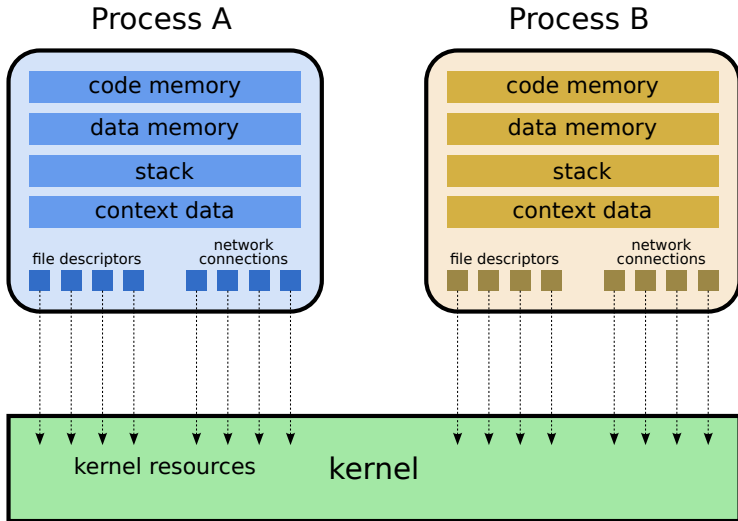 Process A
code memory
data memory
stack
context data
file descriptors
network
connections
Process B
code memory
data memory
stack
context data
file descriptors
network
connections
kernel resources
kernel